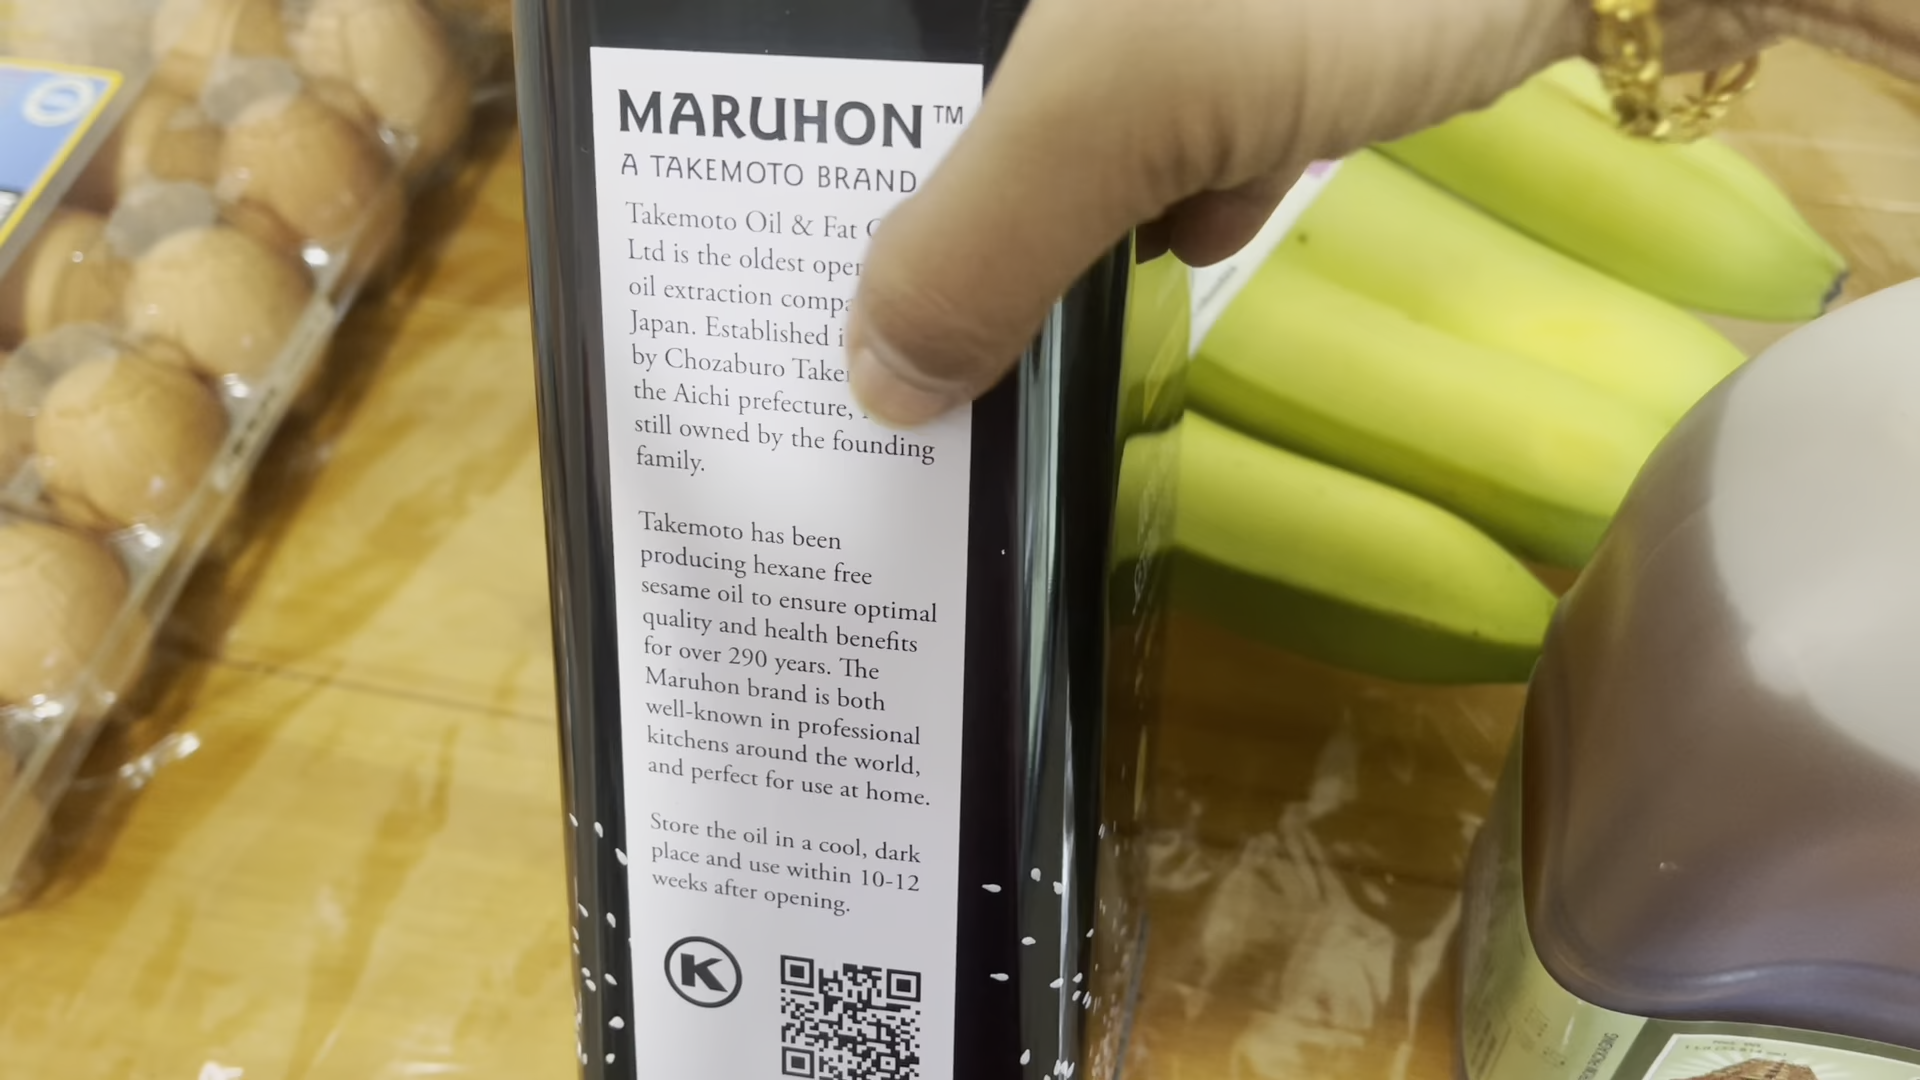 MARUHON™
A TAKEMOTO BRAND
Takemoto Oil & Fat
Ltd is the oldest
oil extraction
Japan. Established
by Chozaburo
the Aichi prefecture,
still owned by the founding
family.
Takemoto has been
producing hexane free
sesame oil to ensure optimal
quality and health benefits
for over 290 years. The
Maruhon brand is both
well-known in professional
kitchens around the world,
and perfect for use at home.
Store the oil in a cool, dark
place and use within 10-12
weeks after opening.
K